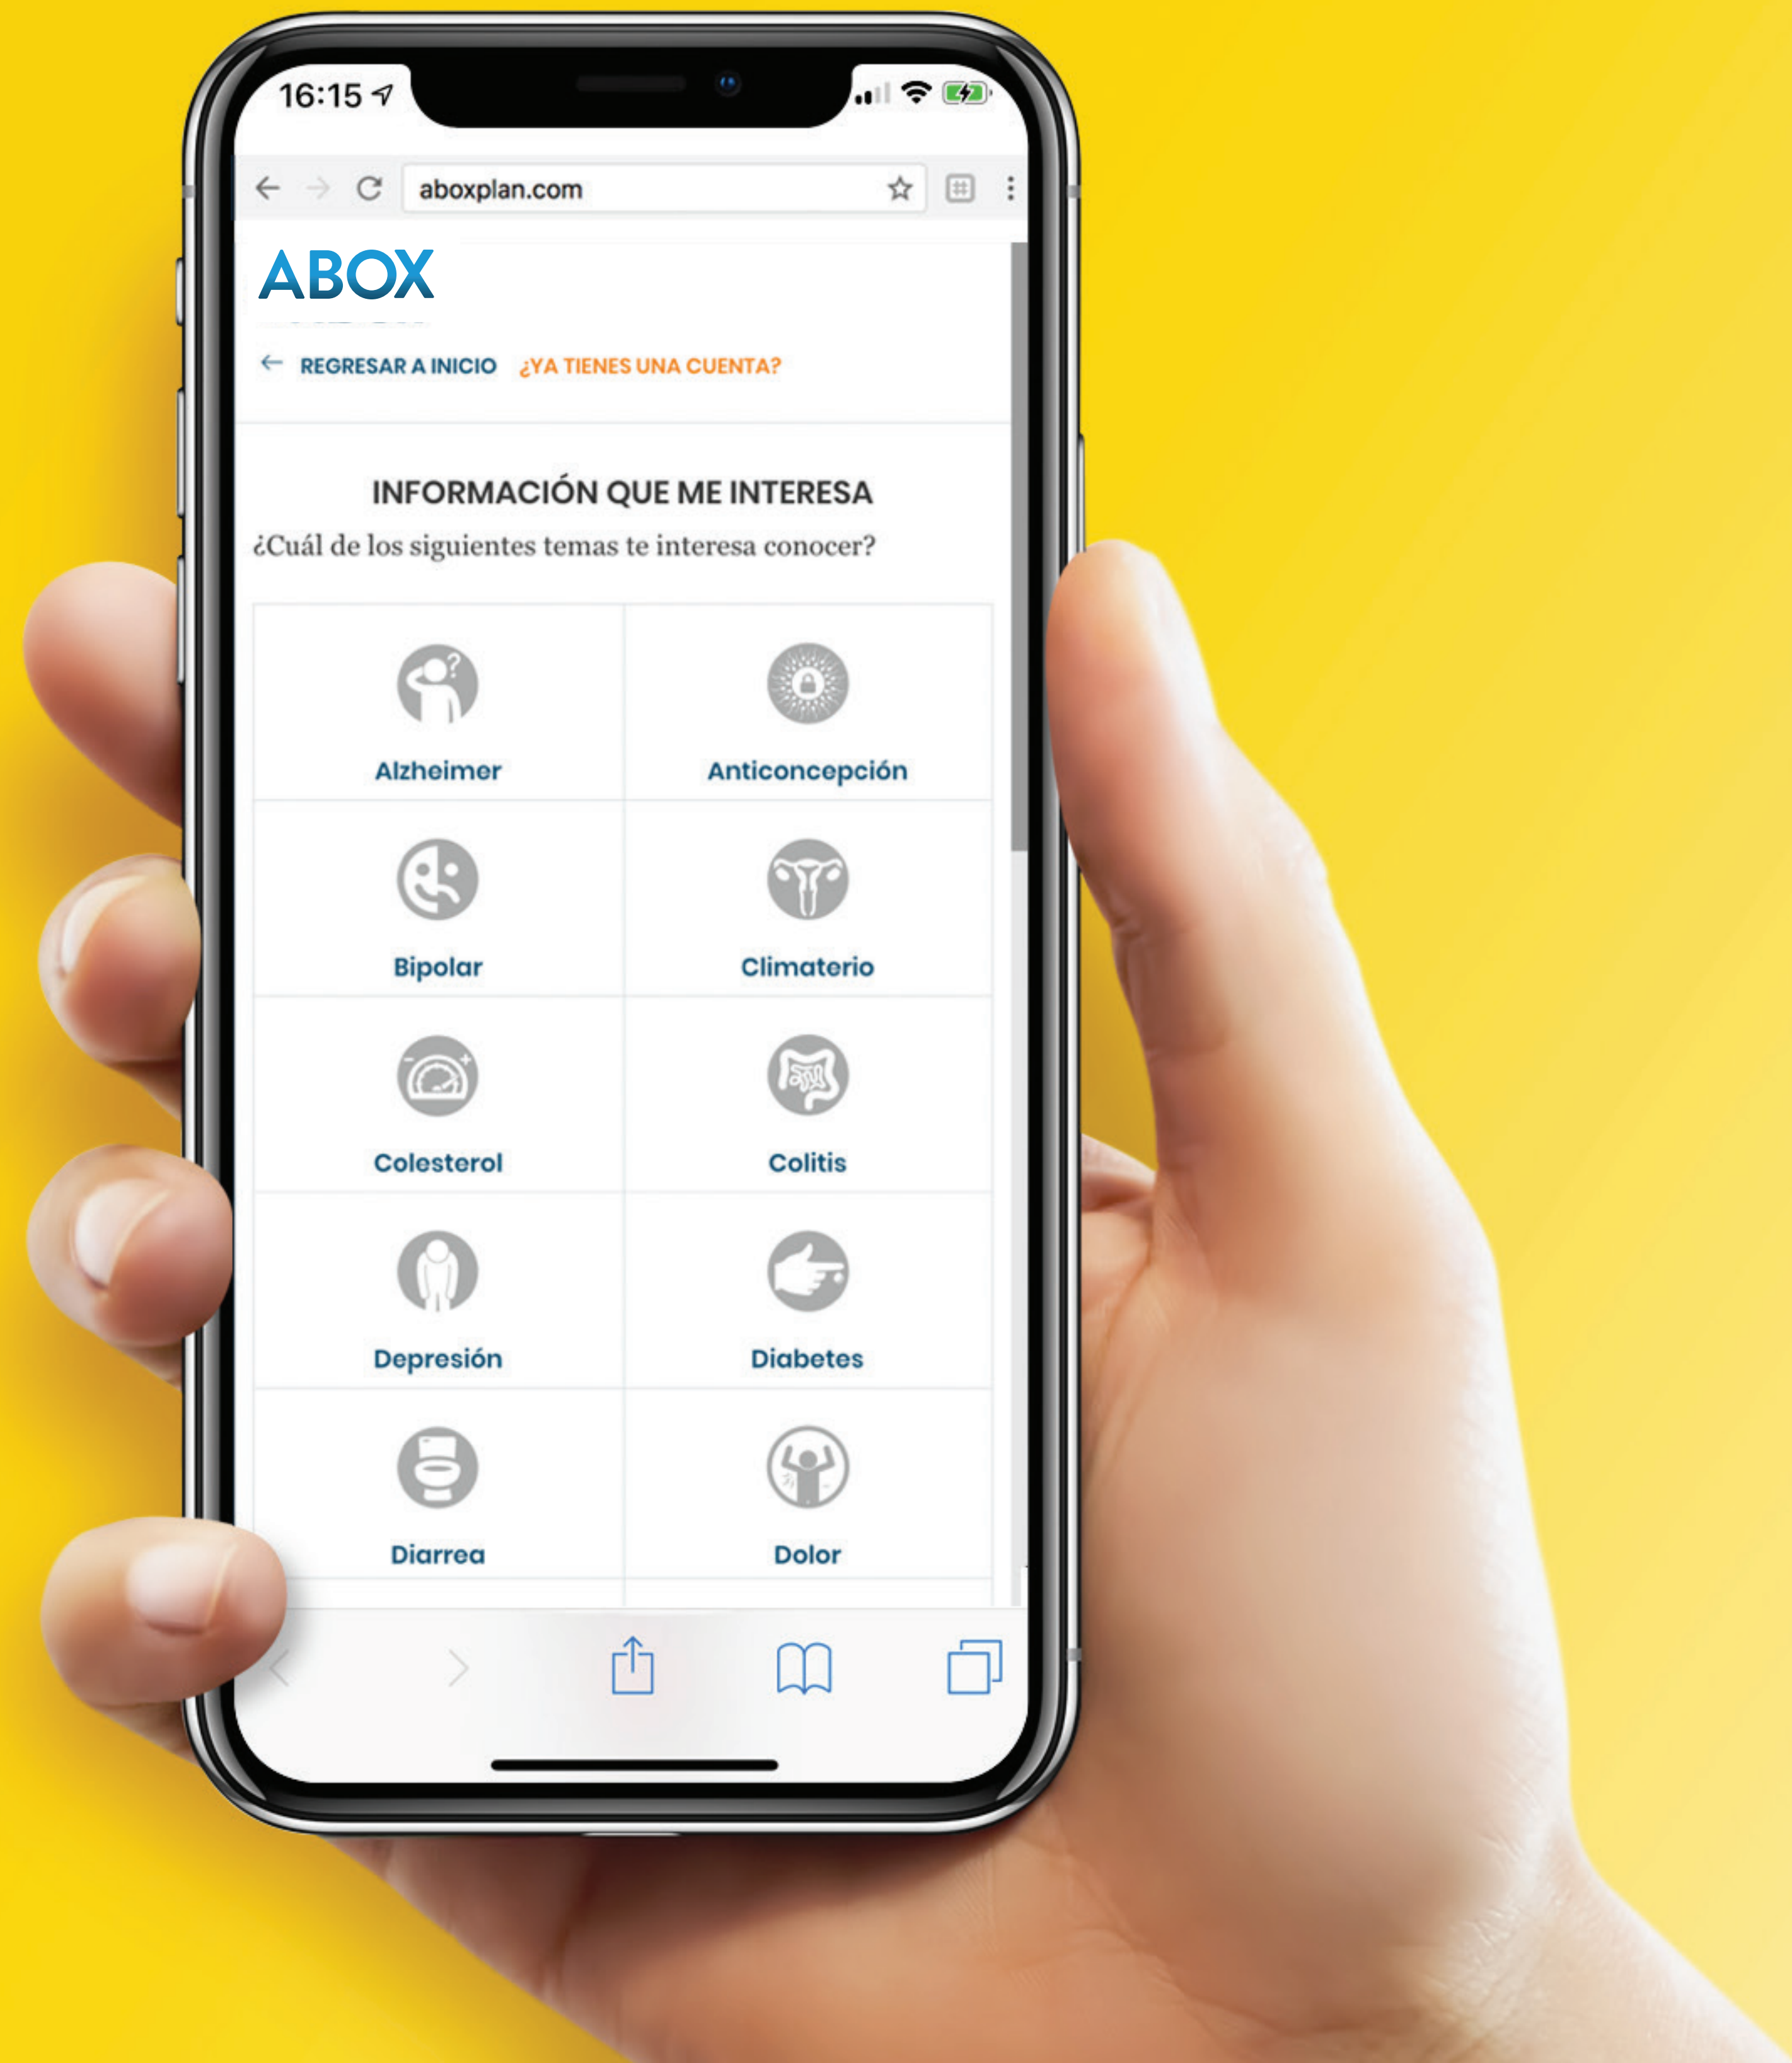 16:15
aboxplan.com
ABOX
← REGRESAR A INICIO ¿YA TIENES UNA CUENTA?
INFORMACIÓN QUE ME INTERESA
¿Cuál de los siguientes temas te interesa conocer?
Alzheimer Anticoncepción
Bipolar Climaterio
Colesterol Colitis
Depresión Diabetes
Diarrea Dolor